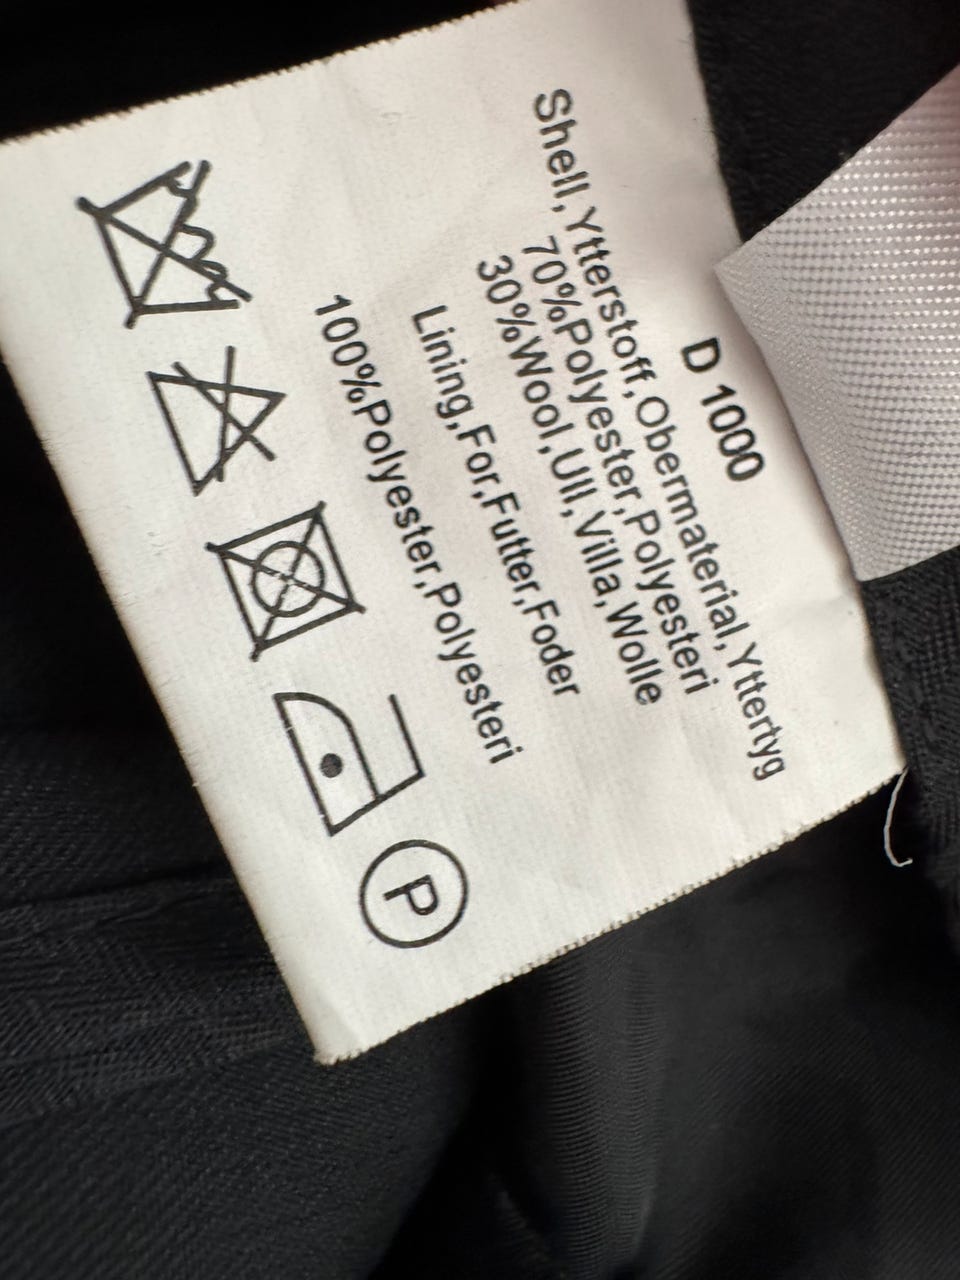 D 1000
Shell,Ytterstoff,Obermaterial,Yttertyg
70%Polyester,Polyesteri
30%Wool,Ull,Villa,Wolle
Lining,For,Futter,Foder
100%Polyester,Polyesteri
P